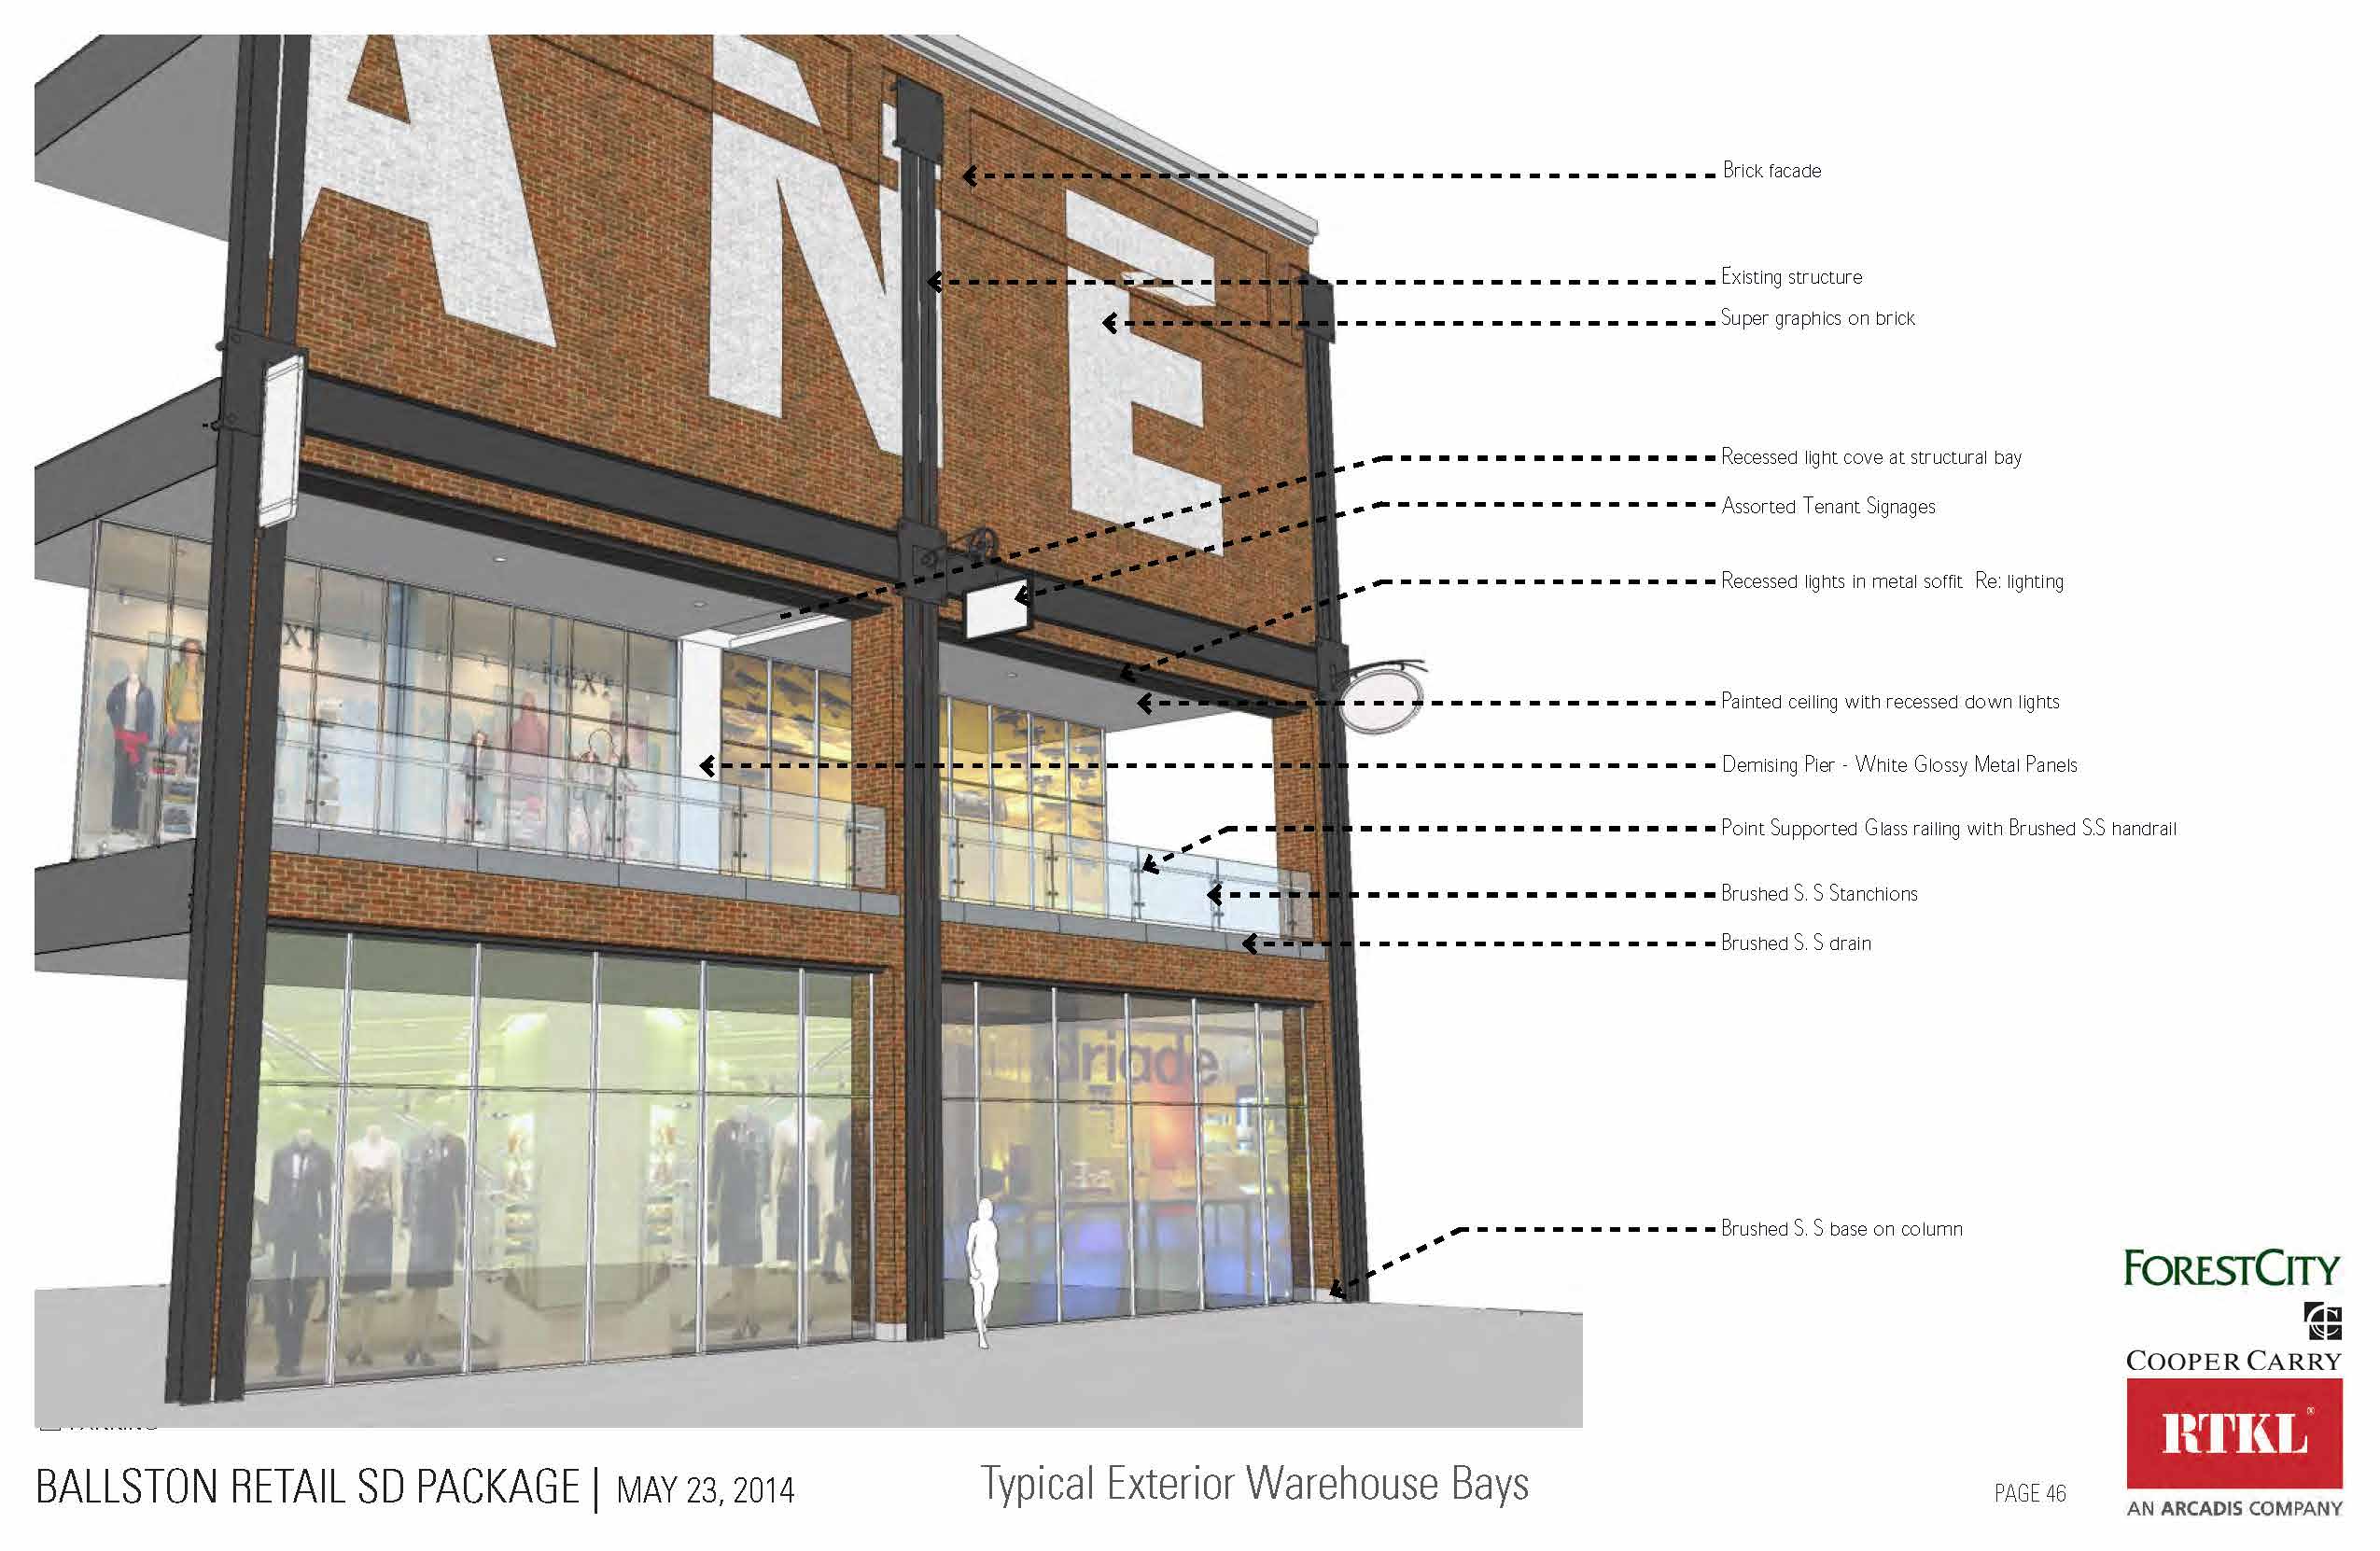 ANE
Brick facade
Existing structure
Super graphics on brick
Recessed light cove at structural bay
Assorted Tenant Signages
Recessed lights in metal soffit Re: lighting
XT
NEXT
Painted ceiling with recessed down lights
Demising Pier - White Glossy Metal Panels
Point Supported Glass railing with Brushed S.S handrail
Brushed S. S Stanchions
Brushed S. S drain
driade
Brushed S. S base on column
FORESTCITY
COOPER CARRY
RTKL®
AN ARCADIS COMPANY
BALLSTON RETAIL SD PACKAGE | MAY 23, 2014
Typical Exterior Warehouse Bays
PAGE 46